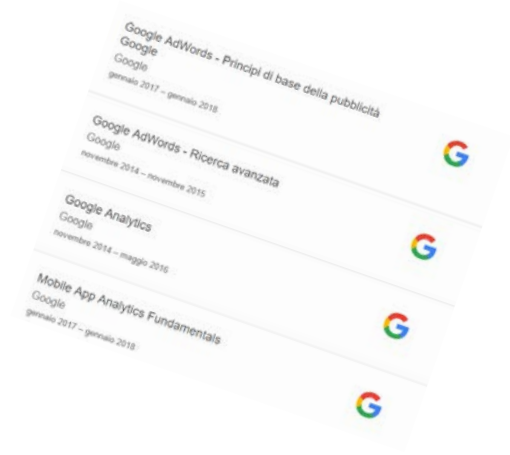 Google AdWords - Principi di base della pubblicità
Google
Google
gennaio 2017 – gennaio 2018
Google AdWords - Ricerca avanzata
Google
novembre 2014 – novembre 2015
Google Analytics
Google
novembre 2014 – maggio 2016
Mobile App Analytics Fundamentals
Google
gennaio 2017 – gennaio 2018